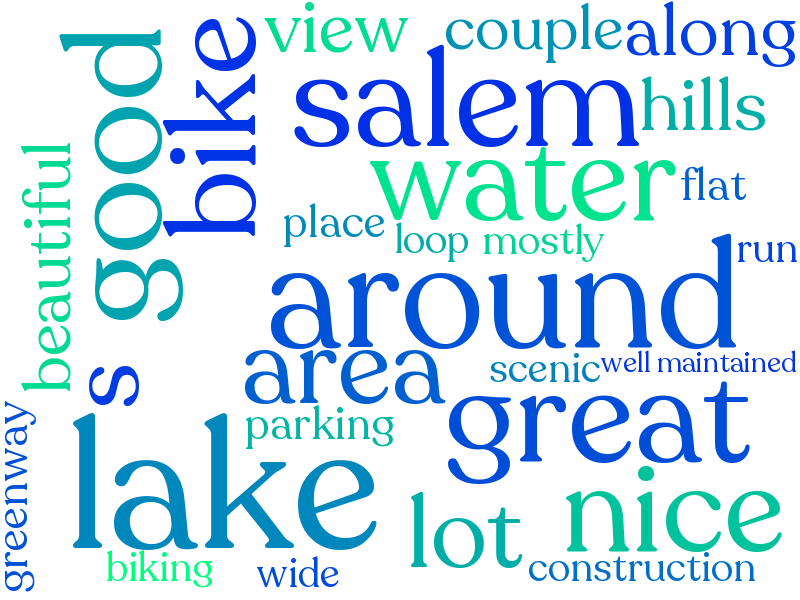 view
couple
along
good
bike
salem
hills
beautiful
water
flat
place
loop
mostly
run
around
area
scenic
well maintained
s
great
greenway
parking
lake
lot
nice
biking
wide
construction